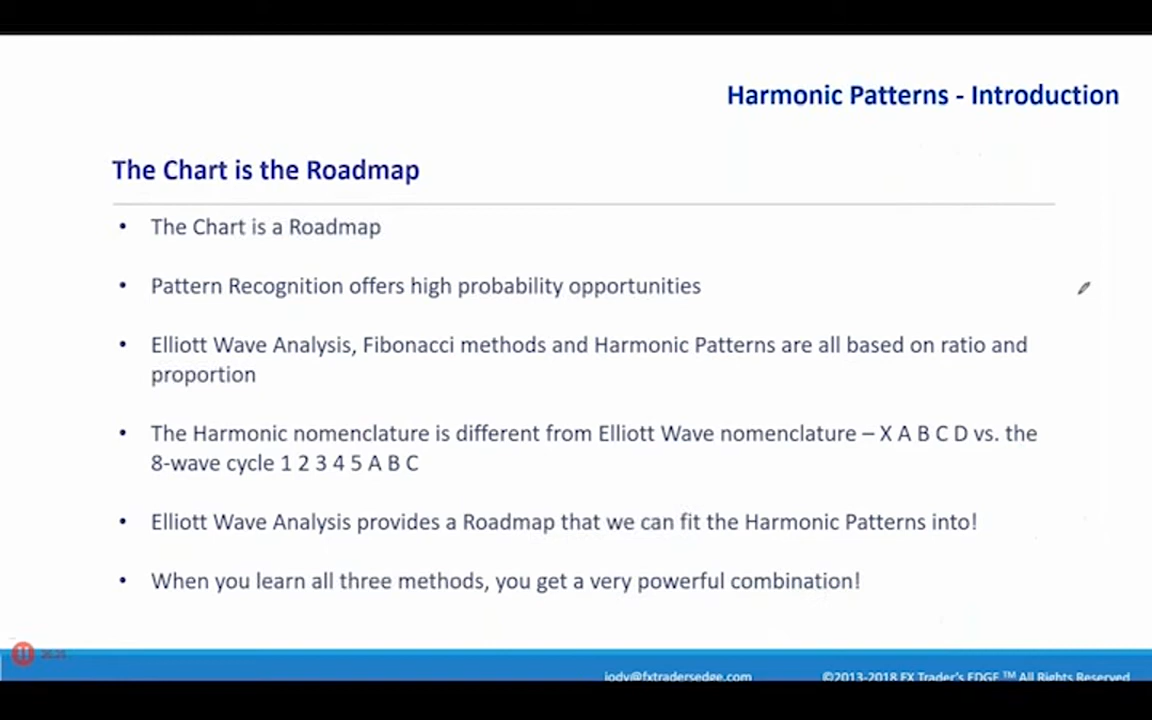 Harmonic Patterns - Introduction
The Chart is the Roadmap
• The Chart is a Roadmap
• Pattern Recognition offers high probability opportunities
• Elliott Wave Analysis, Fibonacci methods and Harmonic Patterns are all based on ratio and
proportion
• The Harmonic nomenclature is different from Elliott Wave nomenclature – X A B C D vs. the
8-wave cycle 1 2 3 4 5 A B C
• Elliott Wave Analysis provides a Roadmap that we can fit the Harmonic Patterns into!
• When you learn all three methods, you get a very powerful combination!
jody@fxtradersedge.com ©2013-2018 FX Trader's EDGE ™ All Rights Reserved